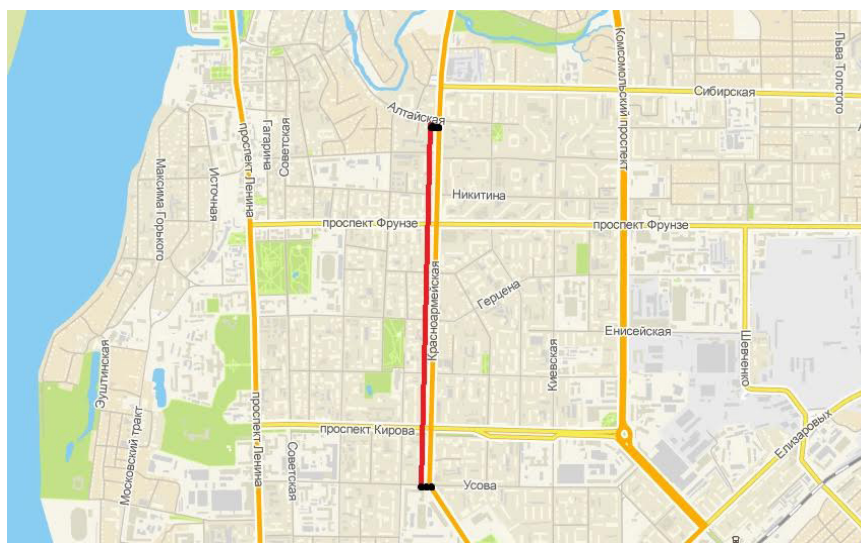 Комсомольский проспект
Льва Толстого
Сибирская
Алтайская
проспект Ленина
Гагарина
Советская
Максима Горького
Источная
Никитина
проспект Фрунзе
проспект Фрунзе
Красноармейская
Герцена
Енисейская
Киевская
Шевченко
Эуштинская
Московский тракт
проспект Ленина
Советская
проспект Кирова
Усова
Елизаровых